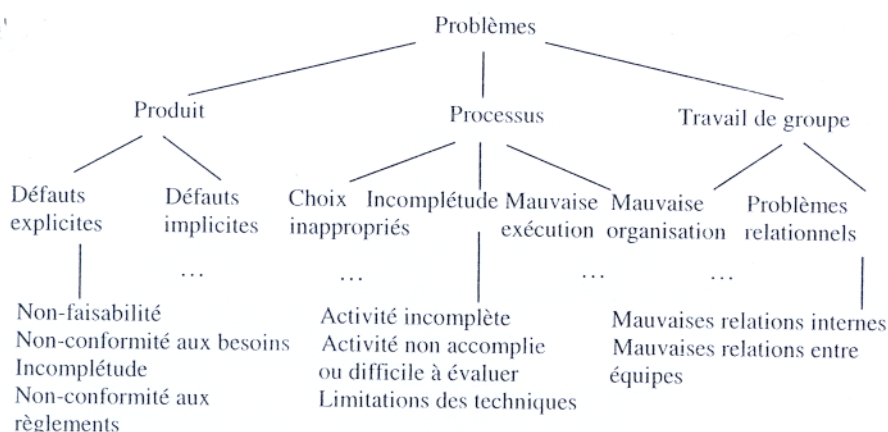 Problèmes
Produit
Processus
Travail de groupe
Défauts
explicites
Défauts
implicites
Choix
inappropriés
Incomplétude
Mauvaise
exécution
Mauvaise
organisation
Problèmes
relationnels
...
...
...
...
Non-faisabilité
Non-conformité aux besoins
Incomplétude
Non-conformité aux
règlements
Activité incomplète
Activité non accomplie
ou difficile à évaluer
Limitations des techniques
Mauvaises relations internes
Mauvaises relations entre
équipes